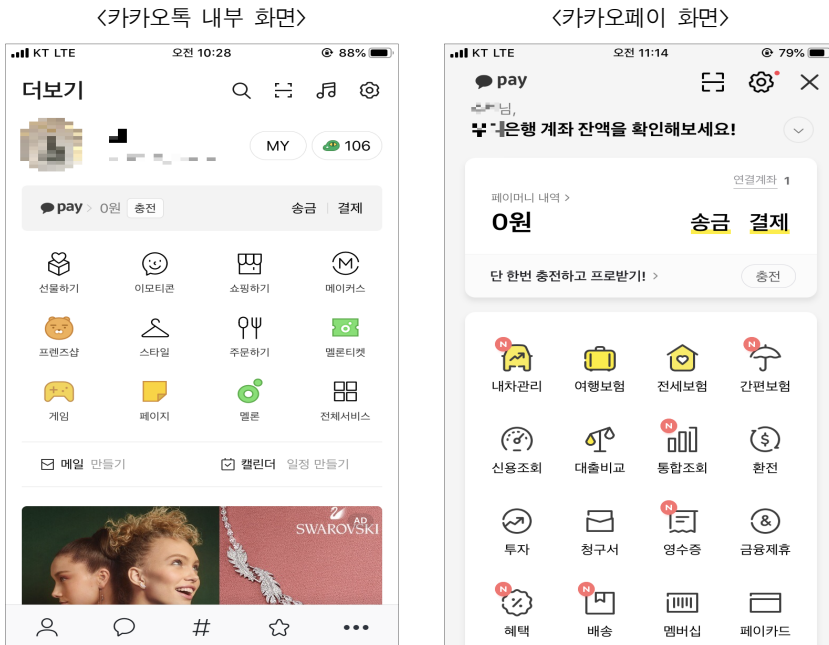 <카카오톡 내부 화면>
KT LTE 오전 10:28 88%
더보기
MY 106
pay > 0원 충전 송금 결제
선물하기 이모티콘 쇼핑하기 메이커스
프렌즈샵 스타일 주문하기 멜론티켓
게임 페이지 멜론 전체서비스
메일 만들기 캘린더 일정 만들기
AD
SWAROVSKI
#
<카카오페이 화면>
KT LTE 오전 11:14 79%
pay
님,
은행 계좌 잔액을 확인해보세요!
연결계좌 1
페이머니 내역 >
0원 송금 결제
단 한번 충전하고 프로받기! > 충전
N N
내차관리 여행보험 전세보험 간편보험
N
신용조회 대출비교 통합조회 환전
N
투자 청구서 영수증 금융제휴
N N
혜택 배송 멤버십 페이카드